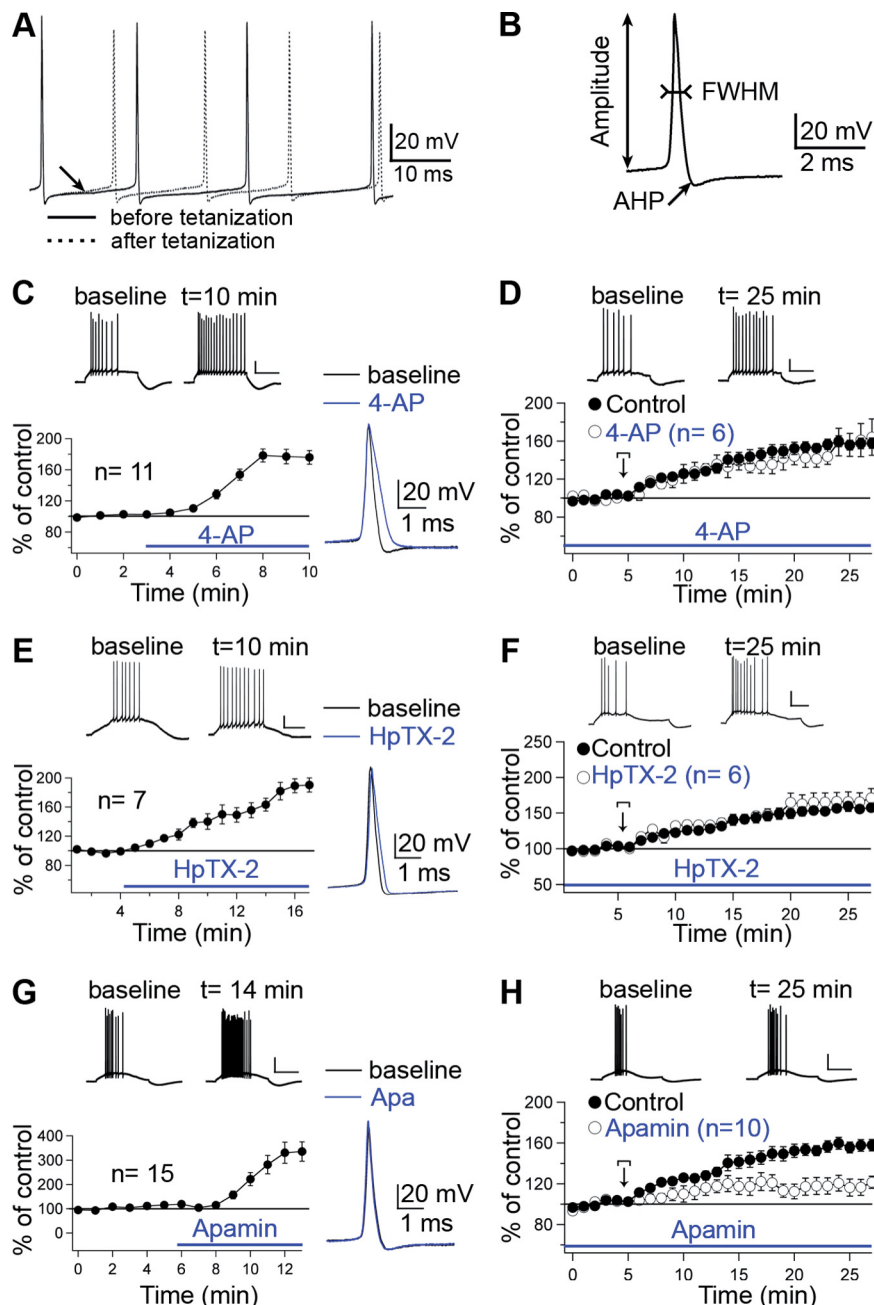 A
20 mV
10 ms
before tetanization
after tetanization
B
Amplitude
FWHM
AHP
20 mV
2 ms
C
baseline t=10 min
n= 11
% of control
200
160
120
80
4-AP
0 2 4 6 8 10
Time (min)
baseline
4-AP
20 mV
1 ms
D
baseline t= 25 min
Control
4-AP (n= 6)
% of control
200
160
120
80
4-AP
0 5 10 15 20 25
Time (min)
E
baseline t=10 min
n= 7
% of control
200
160
120
80
HpTX-2
4 8 12 16
Time (min)
baseline
HpTX-2
20 mV
1 ms
F
baseline t=25 min
Control
HpTX-2 (n= 6)
% of control
250
200
150
100
50
HpTX-2
5 10 15 20 25
Time (min)
G
baseline t= 14 min
n= 15
% of control
400
300
200
100
0
Apamin
0 2 4 6 8 10 12
Time (min)
baseline
Apa
20 mV
1 ms
H
baseline t= 25 min
Control
Apamin (n=10)
% of control
200
160
120
80
Apamin
0 5 10 15 20 25
Time (min)